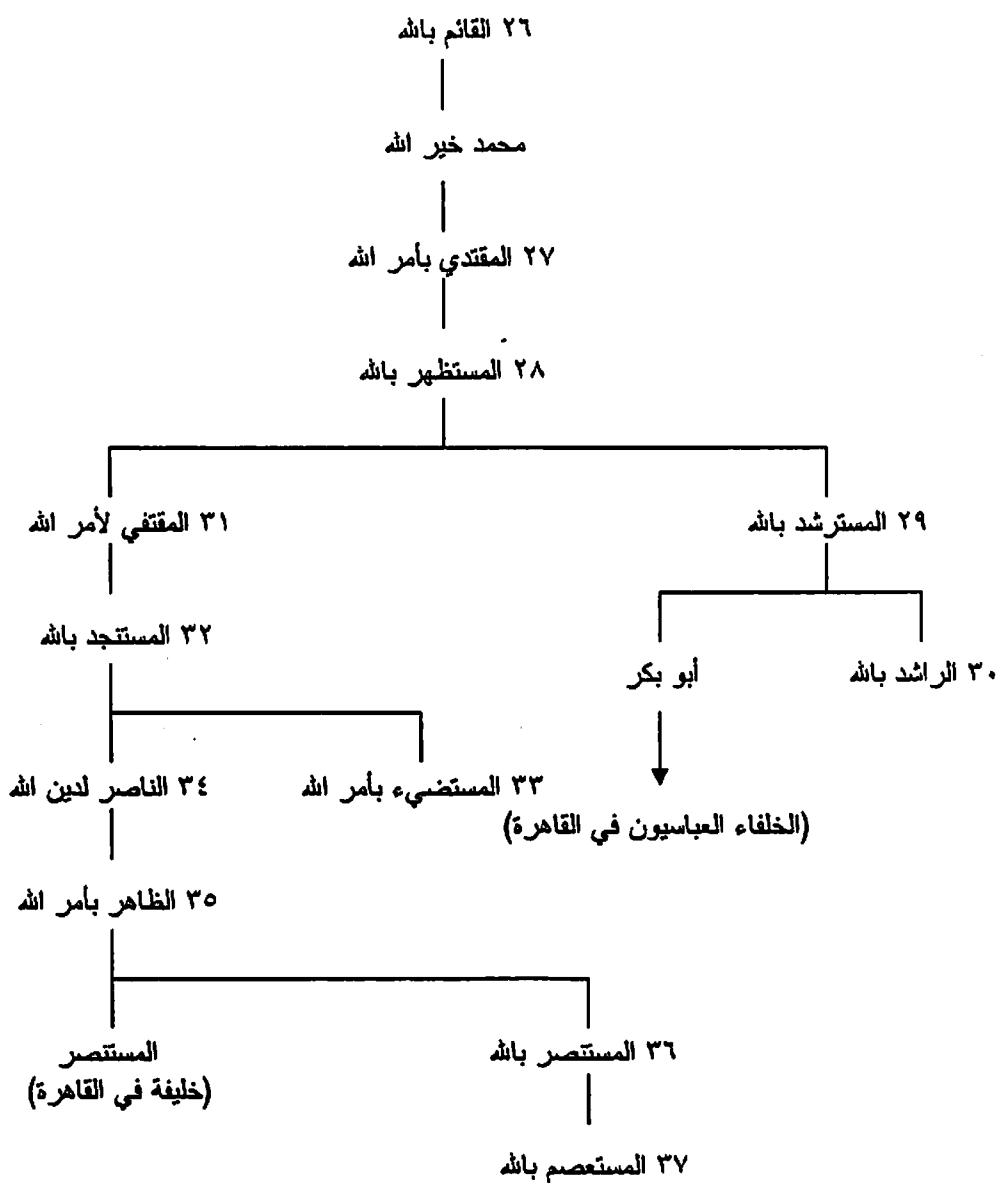 ٢٦ القائم بالله
محمد خير الله
٢٧ المقتدي بأمر الله
٢٨ المستظهر بالله
٢٩ المسترشد بالله
٣١ المقتفي لأمر الله
٣٢ المستنجد بالله
٣٠ الراشد بالله
أبو بكر
٣٣ المستضيء بأمر الله
٣٤ الناصر لدين الله
(الخلفاء العباسيون في القاهرة)
٣٥ الظاهر بأمر الله
٣٦ المستنصر بالله
المستنصر
(خليفة في القاهرة)
٣٧ المستعصم بالله